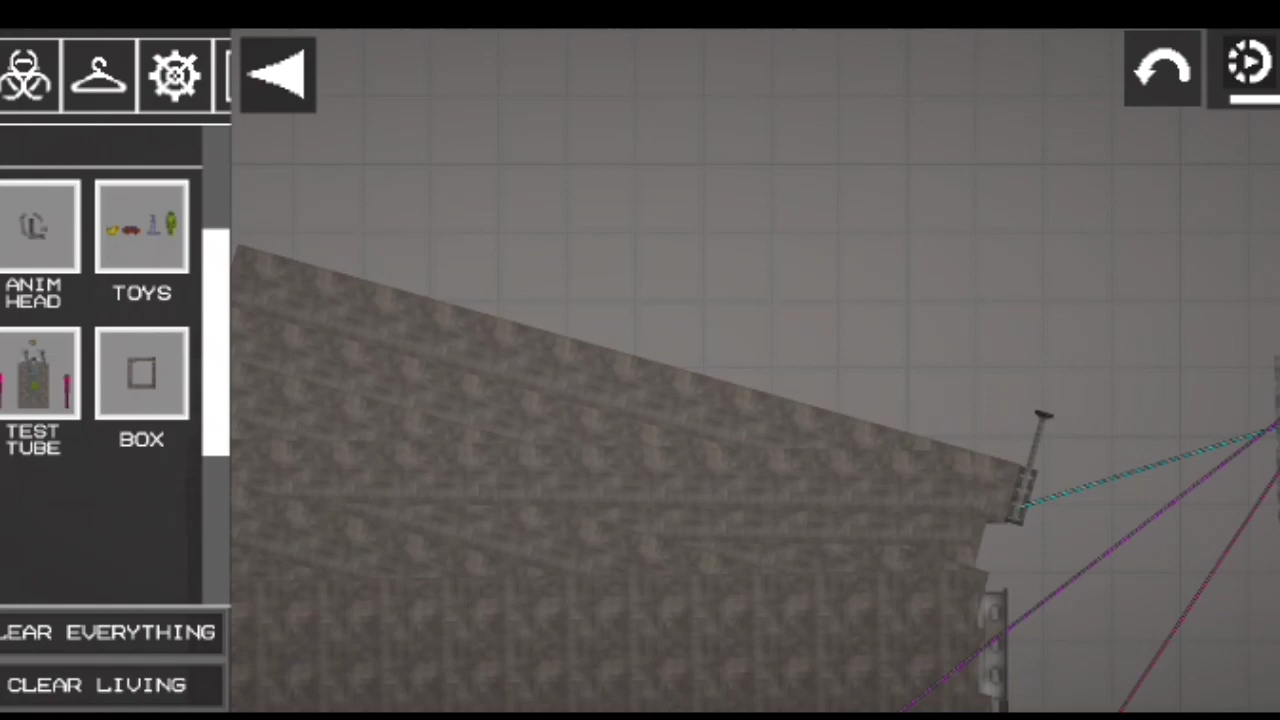 ANIM
HEAD
TOYS
TEST
TUBE
BOX
LEAR EVERYTHING
CLEAR LIVING